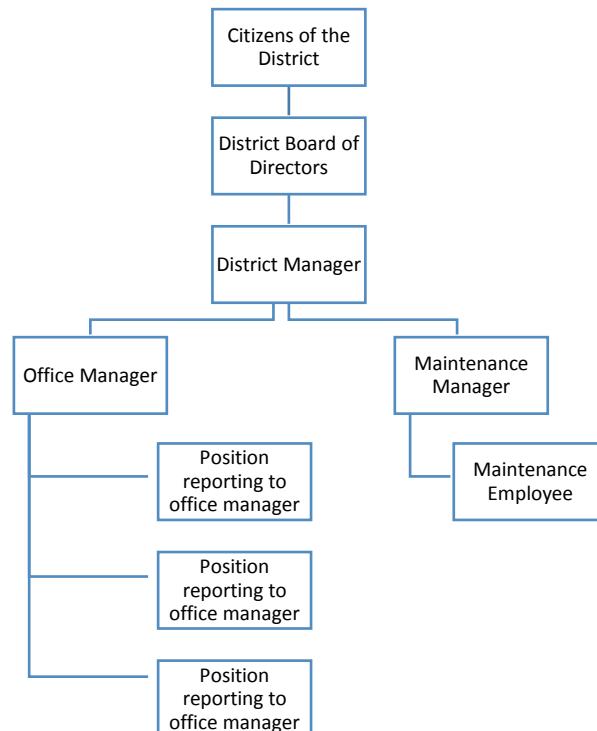 Citizens of the
District
District Board of
Directors
District Manager
Office Manager
Maintenance
Manager
Position
reporting to
office manager
Maintenance
Employee
Position
reporting to
office manager
Position
reporting to
office manager